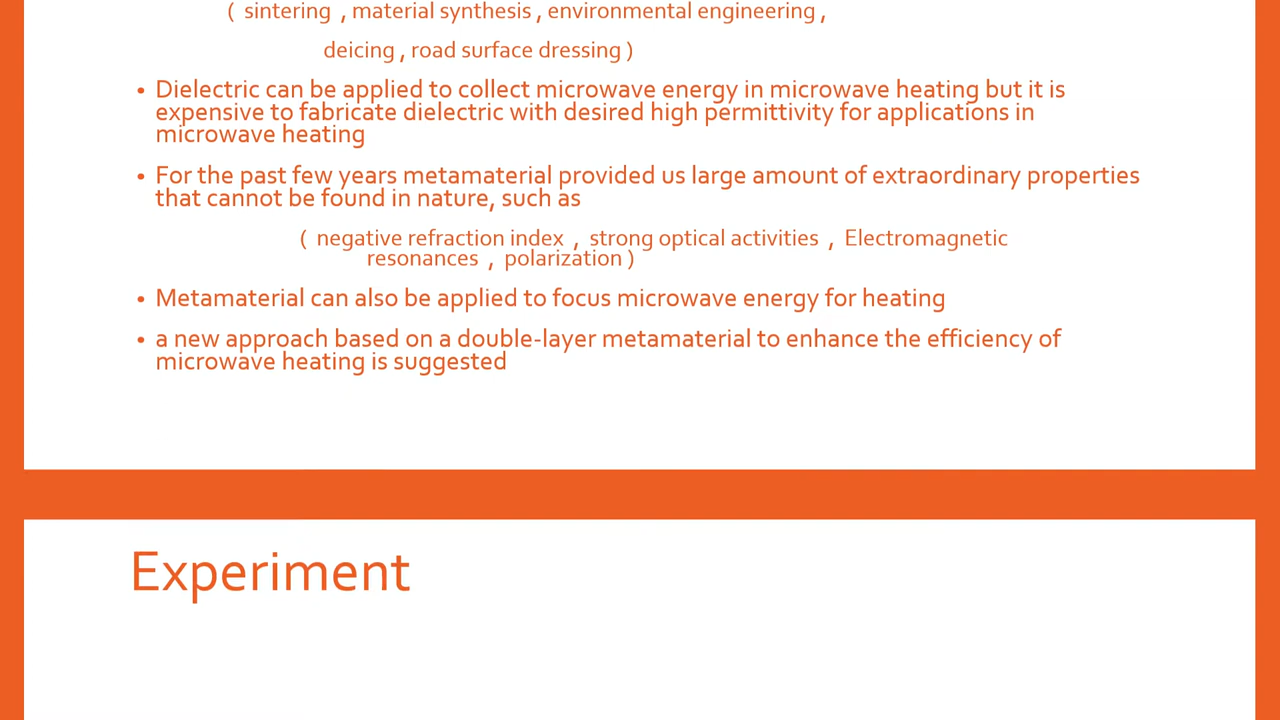 ( sintering , material synthesis , environmental engineering ,
deicing , road surface dressing )
• Dielectric can be applied to collect microwave energy in microwave heating but it is
expensive to fabricate dielectric with desired high permittivity for applications in
microwave heating
• For the past few years metamaterial provided us large amount of extraordinary properties
that cannot be found in nature, such as
( negative refraction index , strong optical activities , Electromagnetic
resonances , polarization )
• Metamaterial can also be applied to focus microwave energy for heating
• a new approach based on a double-layer metamaterial to enhance the efficiency of
microwave heating is suggested
Experiment